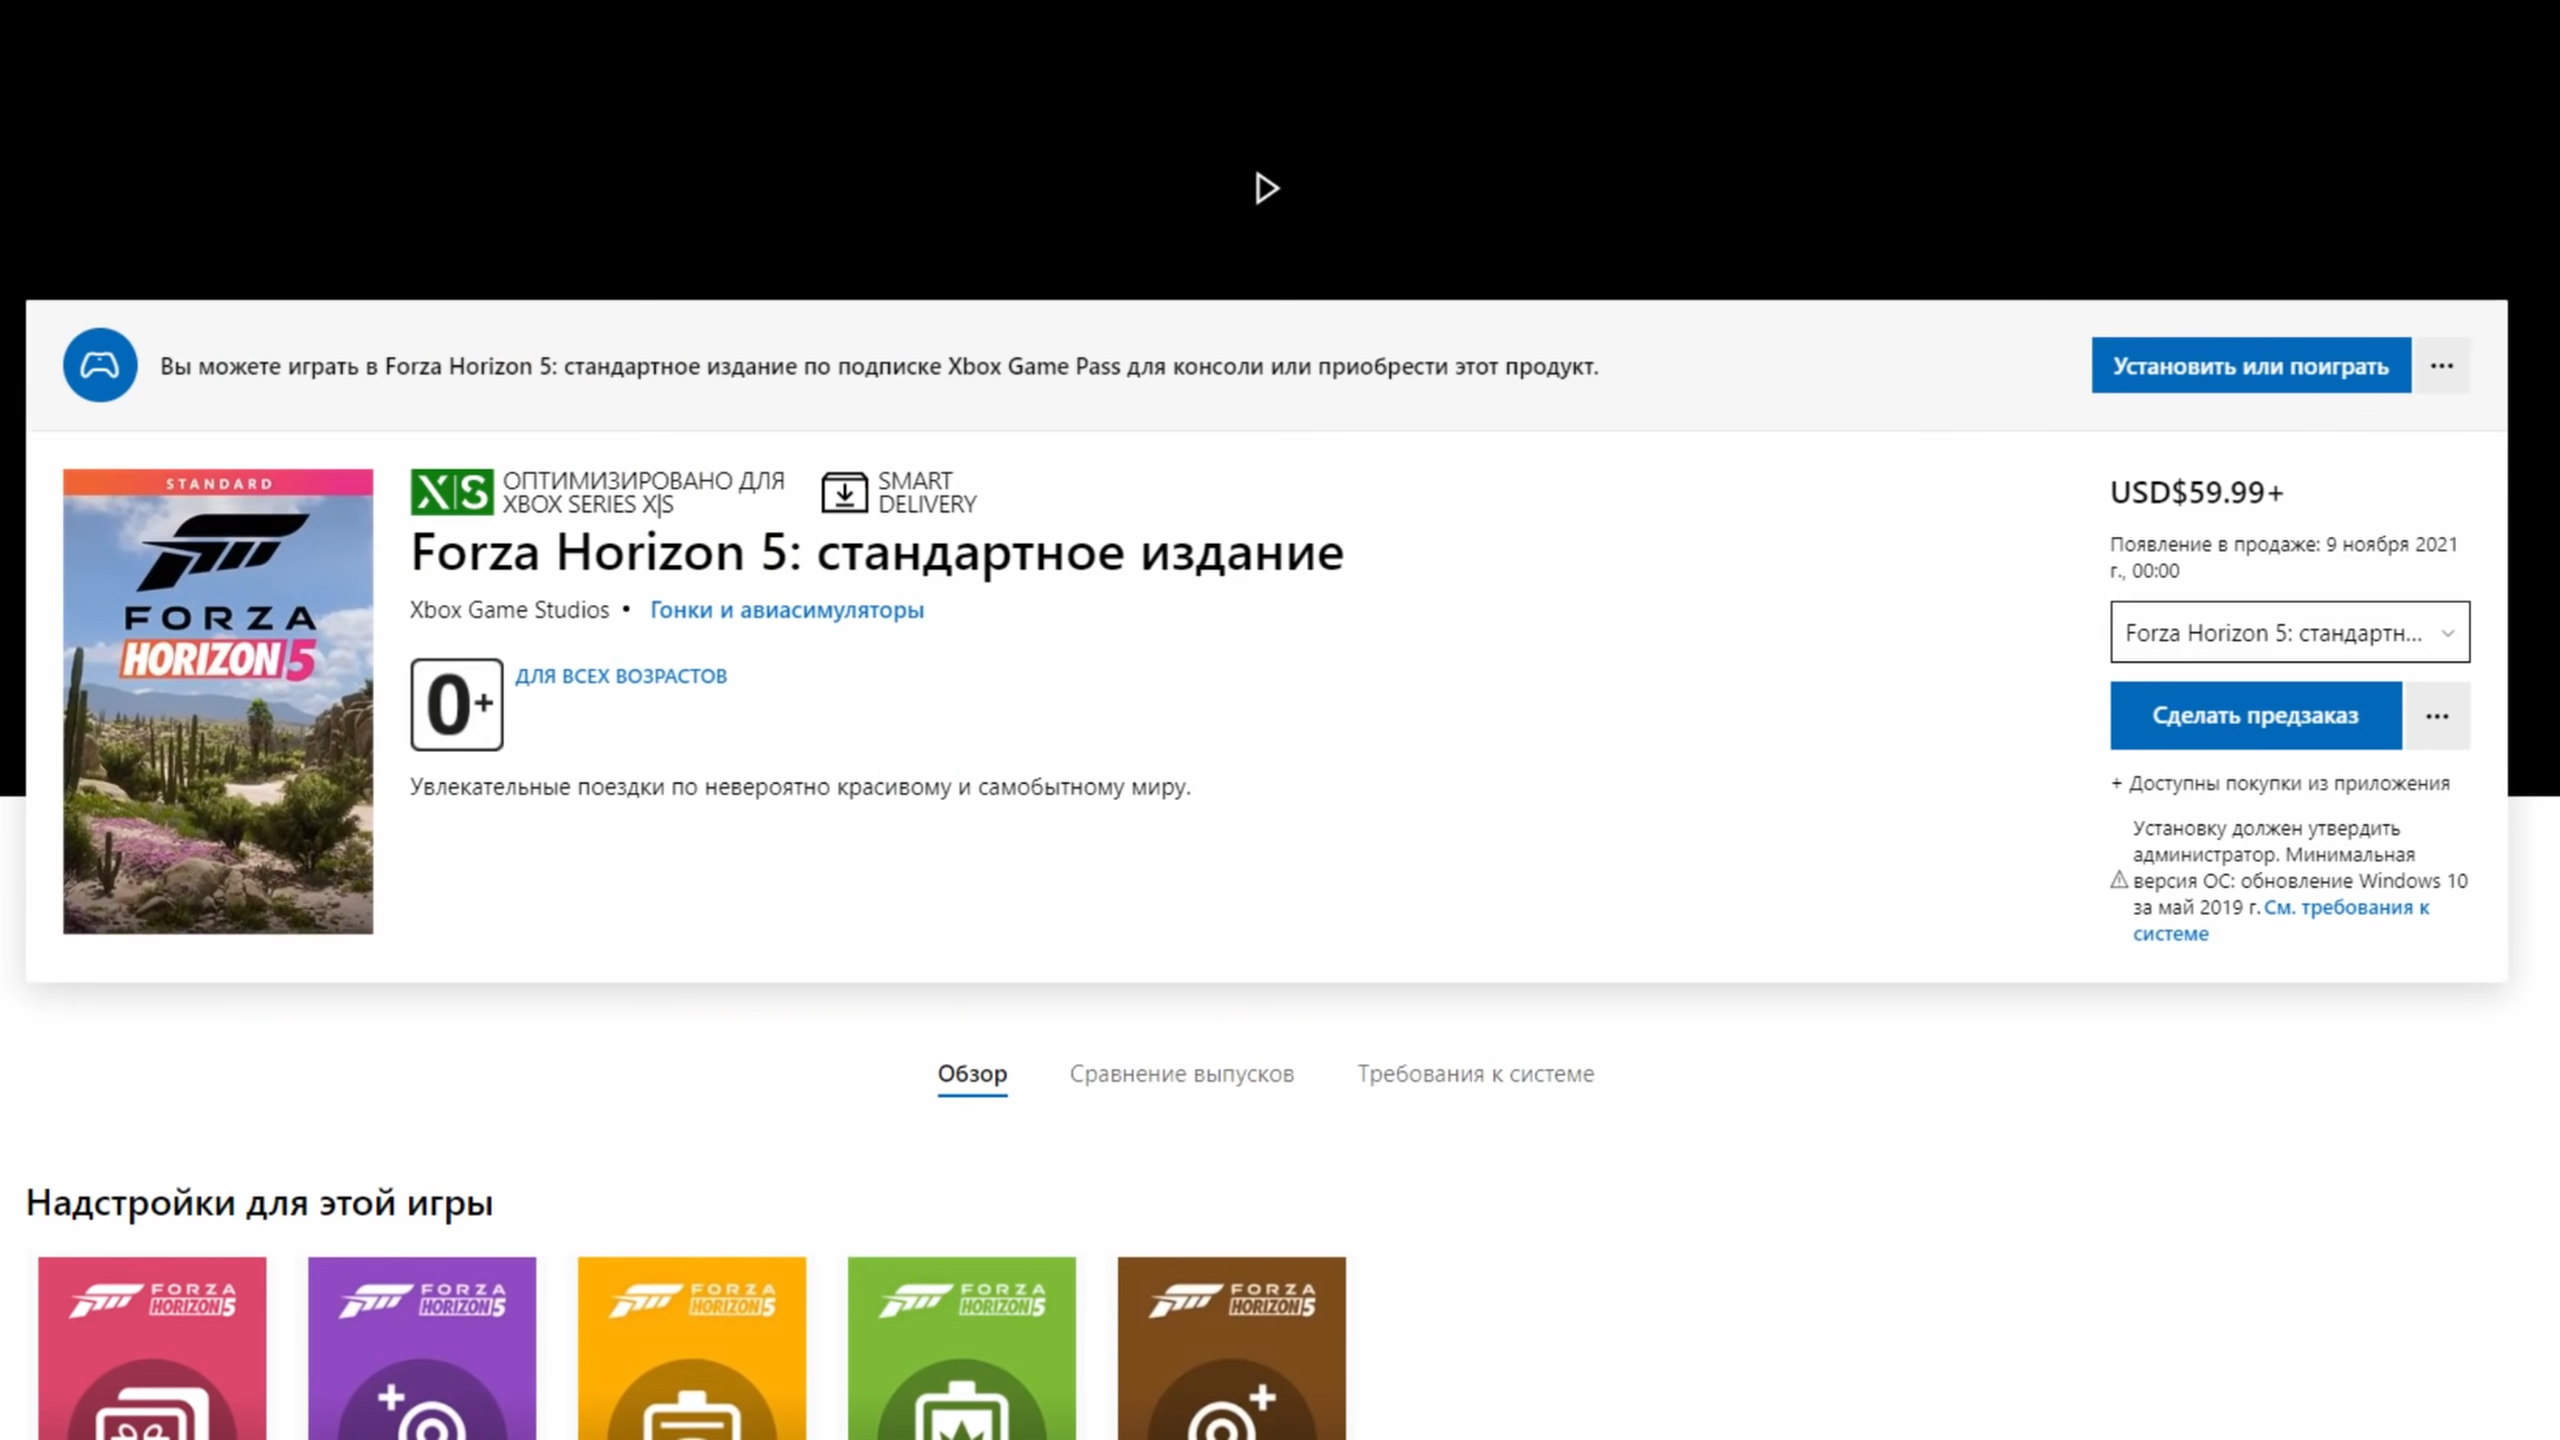 Вы можете играть в Forza Horizon 5: стандартное издание по подписке Xbox Game Pass для консоли или приобрести этот продукт.
Установить или поиграть
STANDARD
FORZA
HORIZON 5
X|S
ОПТИМИЗИРОВАНО ДЛЯ
XBOX SERIES X|S
SMART
DELIVERY
Forza Horizon 5: стандартное издание
Xbox Game Studios • Гонки и авиасимуляторы
0+
ДЛЯ ВСЕХ ВОЗРАСТОВ
Увлекательные поездки по невероятно красивому и самобытному миру.
USD$59.99+
Появление в продаже: 9 ноября 2021
г., 00:00
Forza Horizon 5: стандартн...
Сделать предзаказ
+ Доступны покупки из приложения
Установку должен утвердить
администратор. Минимальная
версия ОС: обновление Windows 10
за май 2019 г. См. требования к
системе
Обзор
Сравнение выпусков
Требования к системе
Надстройки для этой игры
FORZA
HORIZON 5
FORZA
HORIZON 5
FORZA
HORIZON 5
FORZA
HORIZON 5
FORZA
HORIZON 5